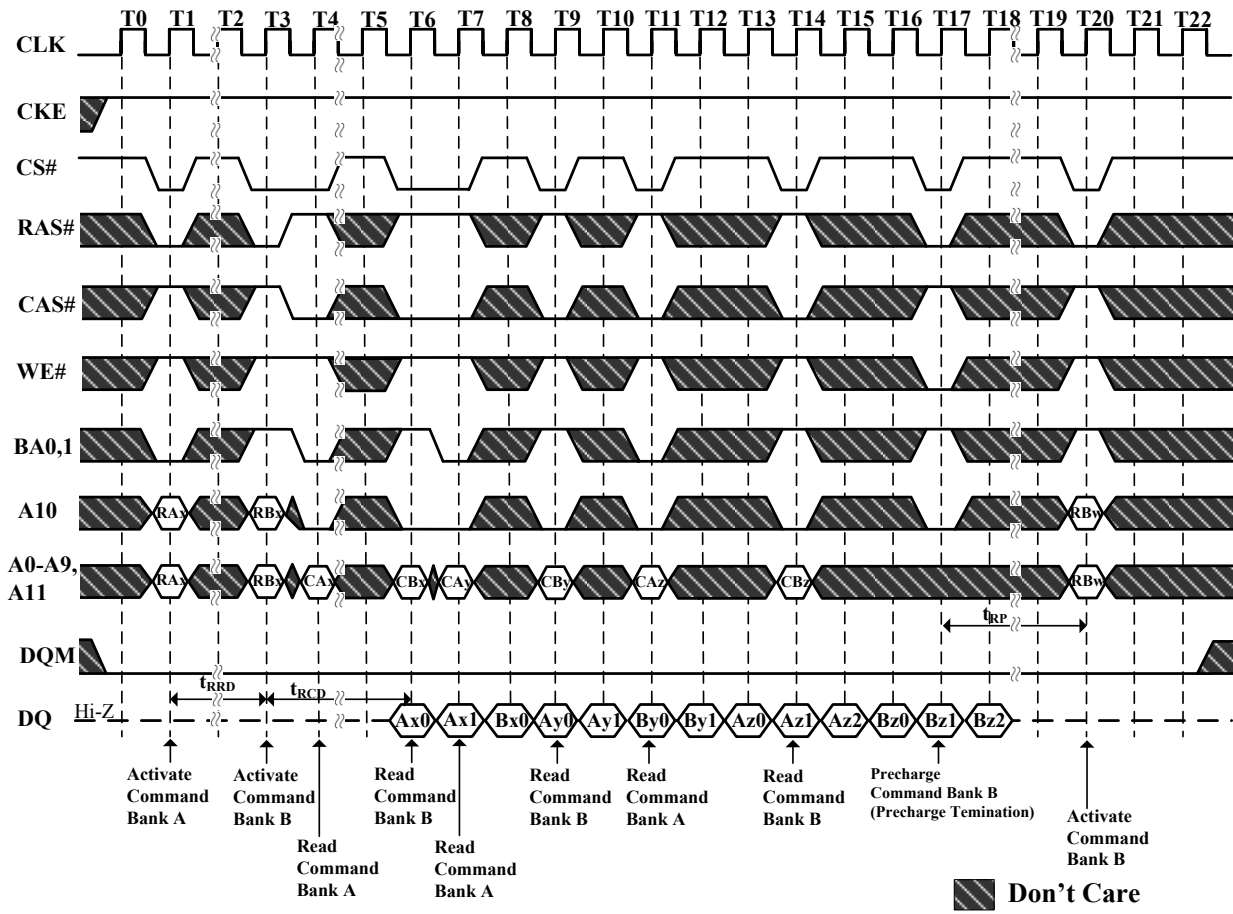 T0 T1 T2 T3 T4 T5 T6 T7 T8 T9 T10 T11 T12 T13 T14 T15 T16 T17 T18 T19 T20 T21 T22
CLK
CKE
CS#
RAS#
CAS#
WE#
BA0,1
A10
RAx RBx RBw
A0-A9,
A11
RAx RBx CAx CBx CAy CBy CAz CBz RBw
tRP
DQM
tRRD
tRCD
DQ
Hi-Z
Ax0 Ax1 Bx0 Ay0 Ay1 By0 By1 Az0 Az1 Az2 Bz0 Bz1 Bz2
Activate
Command
Bank A
Activate
Command
Bank B
Read
Command
Bank A
Read
Command
Bank B
Read
Command
Bank A
Read
Command
Bank B
Read
Command
Bank A
Read
Command
Bank B
Precharge
Command Bank B
(Precharge Temination)
Activate
Command
Bank B
Don't Care